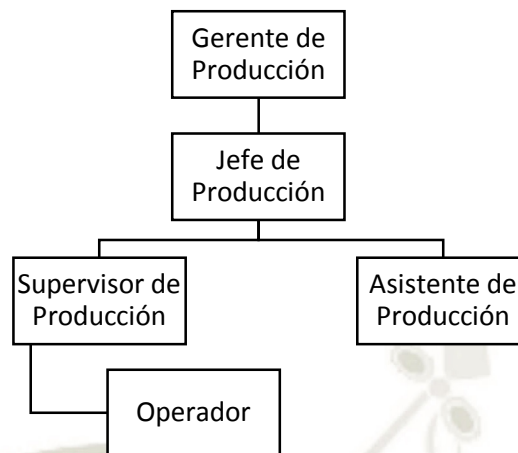 Gerente de
Producción
Jefe de
Producción
Supervisor de
Producción
Asistente de
Producción
Operador